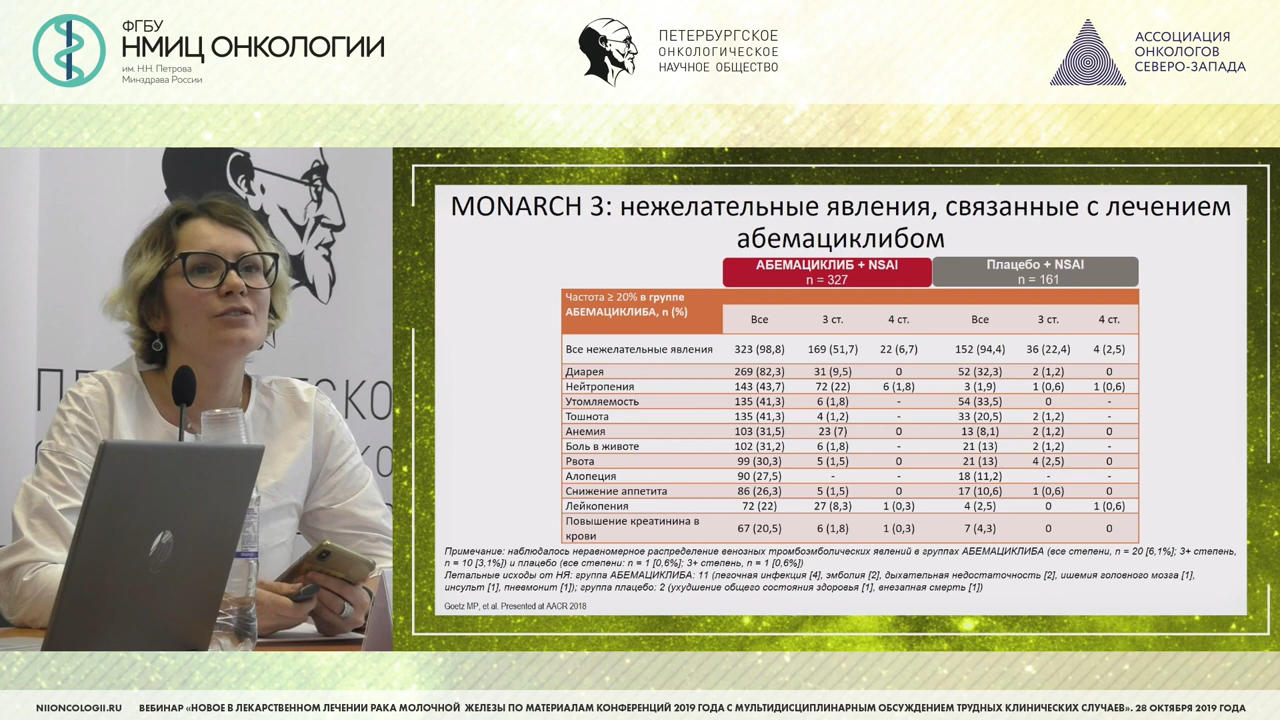 ФГБУ
НМИЦ ОНКОЛОГИИ
им. Н.Н. Петрова
Минздрава России
ПЕТЕРБУРГСКОЕ
ОНКОЛОГИЧЕСКОЕ
НАУЧНОЕ ОБЩЕСТВО
АССОЦИАЦИЯ
ОНКОЛОГОВ
СЕВЕРО-ЗАПАДА
MONARCH 3: нежелательные явления, связанные с лечением
абемациклибом
АБЕМАЦИКЛИБ + NSAI
n = 327
Плацебо + NSAI
n = 161
Частота ≥ 20% в группе
АБЕМАЦИКЛИБА, n (%)
Все 3 ст. 4 ст. Все 3 ст. 4 ст.
Все нежелательные явления 323 (98,8) 169 (51,7) 22 (6,7) 152 (94,4) 36 (22,4) 4 (2,5)
Диарея 269 (82,3) 31 (9,5) 0 52 (32,3) 2 (1,2) 0
Нейтропения 143 (43,7) 72 (22) 6 (1,8) 3 (1,9) 1 (0,6) 1 (0,6)
Утомляемость 135 (41,3) 6 (1,8) - 54 (33,5) 0 -
Тошнота 135 (41,3) 4 (1,2) - 33 (20,5) 2 (1,2) -
Анемия 103 (31,5) 23 (7) 0 13 (8,1) 2 (1,2) 0
Боль в животе 102 (31,2) 6 (1,8) - 21 (13) 2 (1,2) -
Рвота 99 (30,3) 5 (1,5) 0 21 (13) 4 (2,5) 0
Алопеция 90 (27,5) - - 18 (11,2) - -
Снижение аппетита 86 (26,3) 5 (1,5) 0 17 (10,6) 1 (0,6) 0
Лейкопения 72 (22) 27 (8,3) 1 (0,3) 4 (2,5) 0 1 (0,6)
Повышение креатинина в
крови 67 (20,5) 6 (1,8) 1 (0,3) 7 (4,3) 0 0
Примечание: наблюдалось неравномерное распределение венозных тромбоэмболических явлений в группах АБЕМАЦИКЛИБА (все степени, n = 20 [6,1%]; 3+ степень,
n = 10 [3,1%]) и плацебо (все степени: n = 1 [0,6%]; 3+ степень, n = 1 [0,6%])
Летальные исходы от НЯ: группа АБЕМАЦИКЛИБА: 11 (легочная инфекция [4], эмболия [2], дыхательная недостаточность [2], ишемия головного мозга [1],
инсульт [1], пневмонит [1]); группа плацебо: 2 (ухудшение общего состояния здоровья [1], внезапная смерть [1])
Goetz MP, et al. Presented at AACR 2018
NIIONCOLOGII.RU ВЕБИНАР «НОВОЕ В ЛЕКАРСТВЕННОМ ЛЕЧЕНИИ РАКА МОЛОЧНОЙ ЖЕЛЕЗЫ ПО МАТЕРИАЛАМ КОНФЕРЕНЦИЙ 2019 ГОДА С МУЛЬТИДИСЦИПЛИНАРНЫМ ОБСУЖДЕНИЕМ ТРУДНЫХ КЛИНИЧЕСКИХ СЛУЧАЕВ». 28 ОКТЯБРЯ 2019 ГОДА